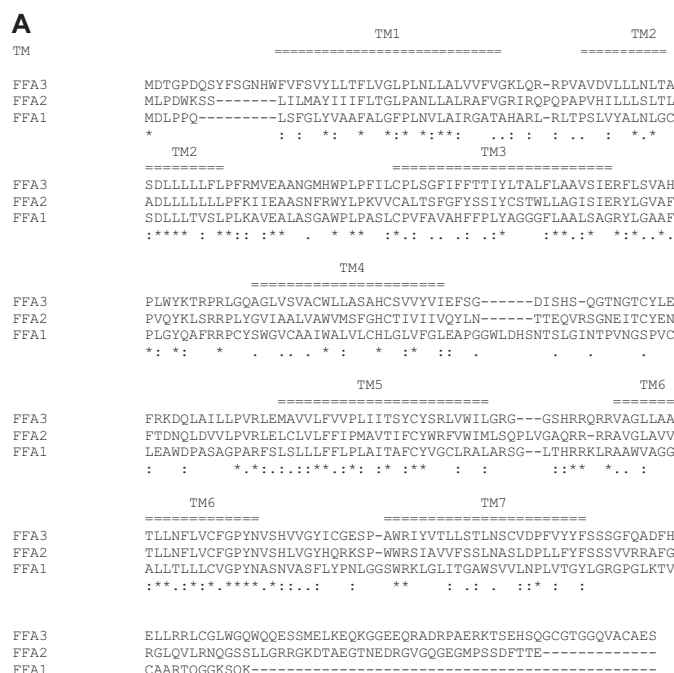 A
TM1 TM2
TM =========================== ==========
FFA3 MDTGPDQSYFSGNHWFVFSVYLLTFLVGLPLNLLALVVFVGKLQR-RPVAVDVLLLNLTA
FFA2 MLPDWKSS-------LILMAYIIIFLTGLPANLLALRAFVGRIRQPQPAPVHILLLSLTL
FFA1 MDLPPQ---------LSFGLYVAAFALGFPLNVLAIRGATAHARL-RLTPSLVYALNLGC
* : : *: * *:* *:**: .. : .. . : *.*
TM2 TM3
========== ==========================
FFA3 SDLLLLLFLPFRMVEAANGMHWPLPFILCPLSGFIFFTTIYLTALFLAAVSIERFLSVAH
FFA2 ADLLLLLLLPFKIIEAASNFRWYLPKVVCALTSFGFYSSIYCSTWLLAGISIERYLGVAF
FFA1 SDLLLTVSLPLKAVEALASGAWPLPASLCPVFAVAHFFPLYAGGGFLAALSAGRYLGAAF
:**** : **:: :** . * ** :*.: .. .: :* :**.:* *:*..*.
TM4
=======================
FFA3 PLWYKTRPRLGQAGLVSVACWLLASAHCSVVYVIEFSG------DISHS-QGTNGTCYLE
FFA2 PVQYKLSRRPLYGVIAALVAWVMSFGHCTIVIIVQYLN------TTEQVRSGNEITCYEN
FFA1 PLGYQAFRRPCYSWGVCAAIWALVLCHLGLVFGLEAPGGWLDHSNTSLGINTPVNGSPVC
*: *: * . . . * : * :* :: . . . .
TM5 TM6
========================= =======
FFA3 FRKDQLAILLPVRLEMAVVLFVVPLIITSYCYSRLVWILGRG---GSHRRQRRVAGLLAA
FFA2 FTDNQLDVVLPVRLELCLVLFFIPMAVTIFCYWRFVWIMLSQPLVGAQRR-RRAVGLAVV
FFA1 LEAWDPASAGPARFSLSLLLFFLPLAITAFCYVGCLRALARSG--LTHRRKLRAAWVAGG
: : *.*:.:.::**.:*: :*.:** : : ::** *.. :
TM6 TM7
============= ========================
FFA3 TLLNFLVCFGPYNVSHVVGYICGESP-AWRIYVTLLSTLNSCVDPFVYYFSSSGFQADFH
FFA2 TLLNFLVCFGPYNVSHLVGYHQRKSP-WWRSIAVVFSSLNASLDPLLFYFSSSVVRRAFG
FFA1 ALLTLLLCVGPYNASNVASFLYPNLGGSWRKLGLITGAWSVVLNPLVTGYLGRGPGLKTV
:**.:*:*.****.*::..: : ** : .: . ::*: : .
FFA3 ELLRRLCGLWGQWQQESSMELKEQKGGEEQRADRPAERKTSEHSQGCGTGGQVACAES
FFA2 RGLQVLRNQGSSLLGRRGKDTAEGTNEDRGVGQGEGMPSSDFTTE-------------
FFA1 CAARTQGGKSQK----------------------------------------------